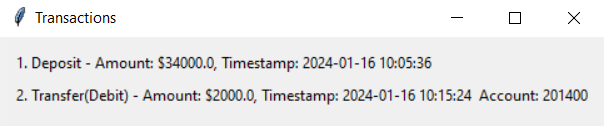 Transactions
1. Deposit - Amount: $34000.0, Timestamp: 2024-01-16 10:05:36
2. Transfer(Debit) - Amount: $2000.0, Timestamp: 2024-01-16 10:15:24 Account: 201400